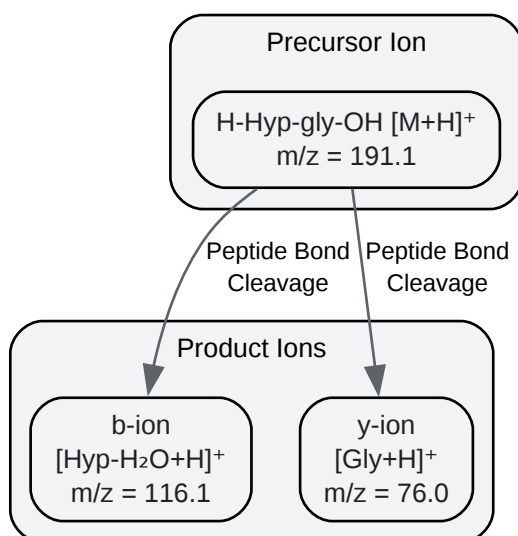 Precursor Ion
H-Hyp-gly-OH [M+H]⁺
m/z = 191.1
Peptide Bond
Cleavage
Peptide Bond
Cleavage
Product Ions
b-ion
[Hyp-H₂O+H]⁺
m/z = 116.1
y-ion
[Gly+H]⁺
m/z = 76.0